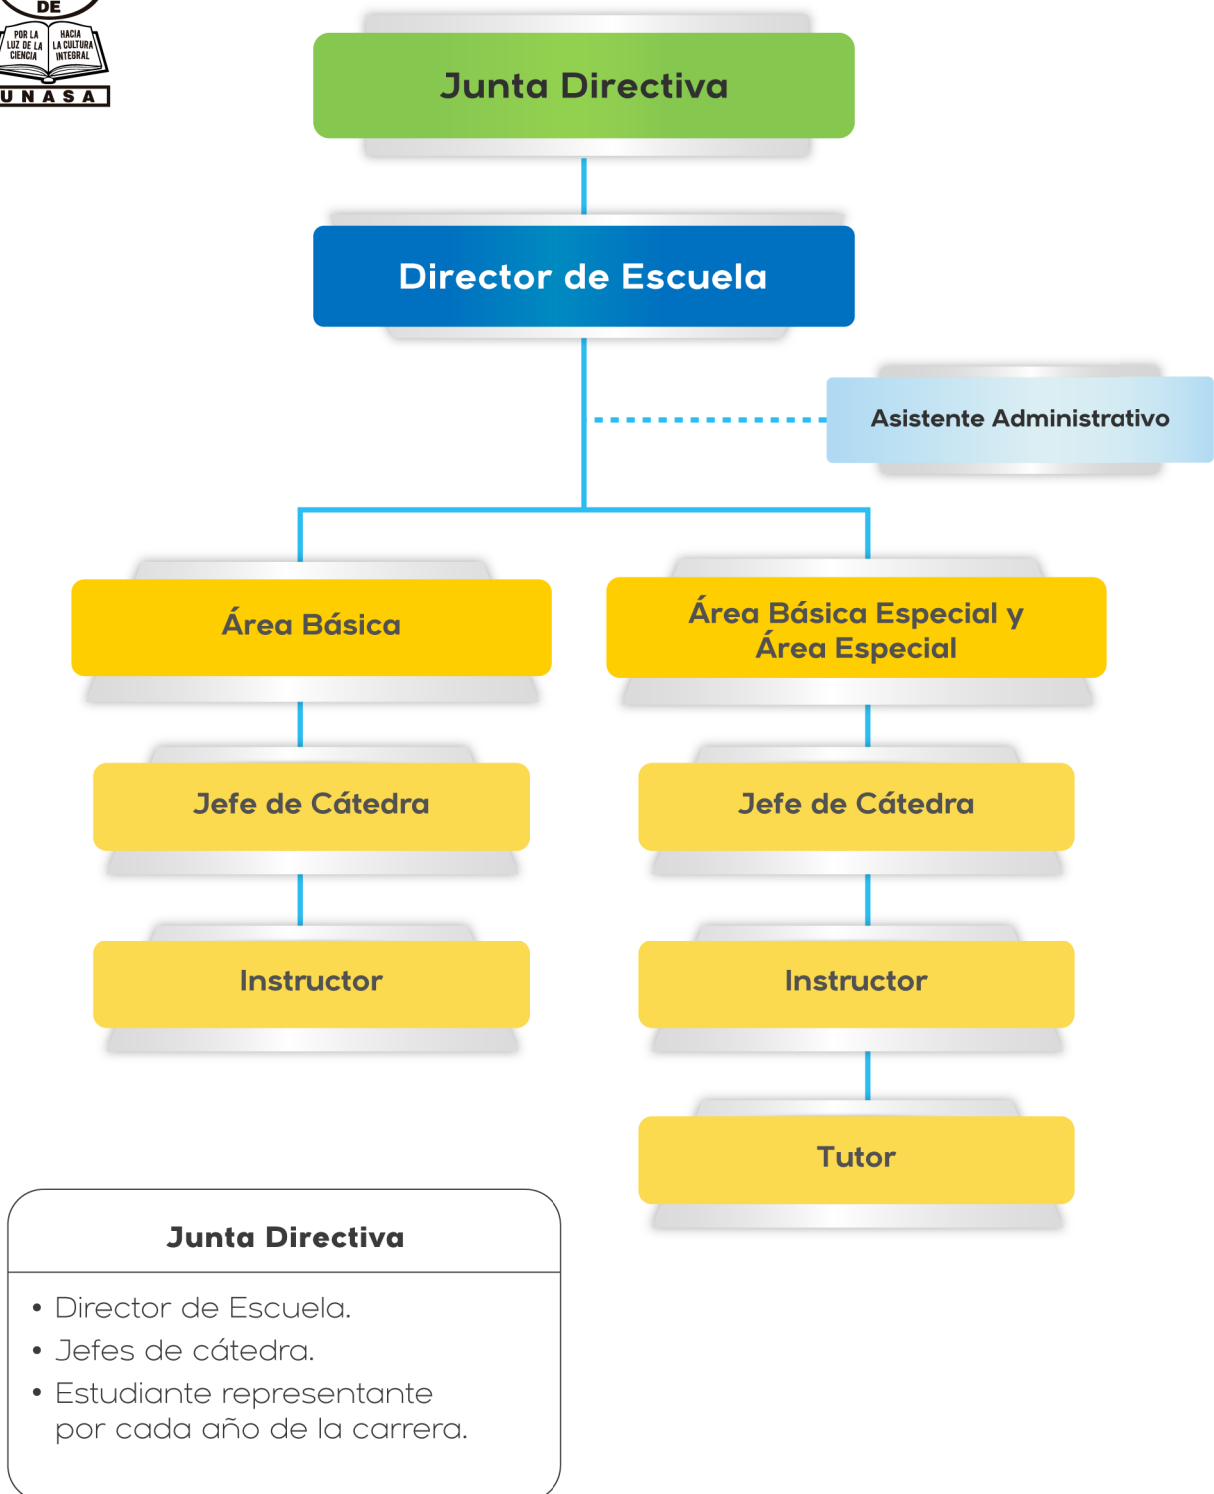 DE
POR LA
LUZ DE LA
CIENCIA
HACIA
LA CULTURA
INTEGRAL
UNASA
Junta Directiva
Director de Escuela
Asistente Administrativo
Área Básica
Área Básica Especial y
Área Especial
Jefe de Cátedra
Jefe de Cátedra
Instructor
Instructor
Tutor
Junta Directiva
• Director de Escuela.
• Jefes de cátedra.
• Estudiante representante
por cada año de la carrera.